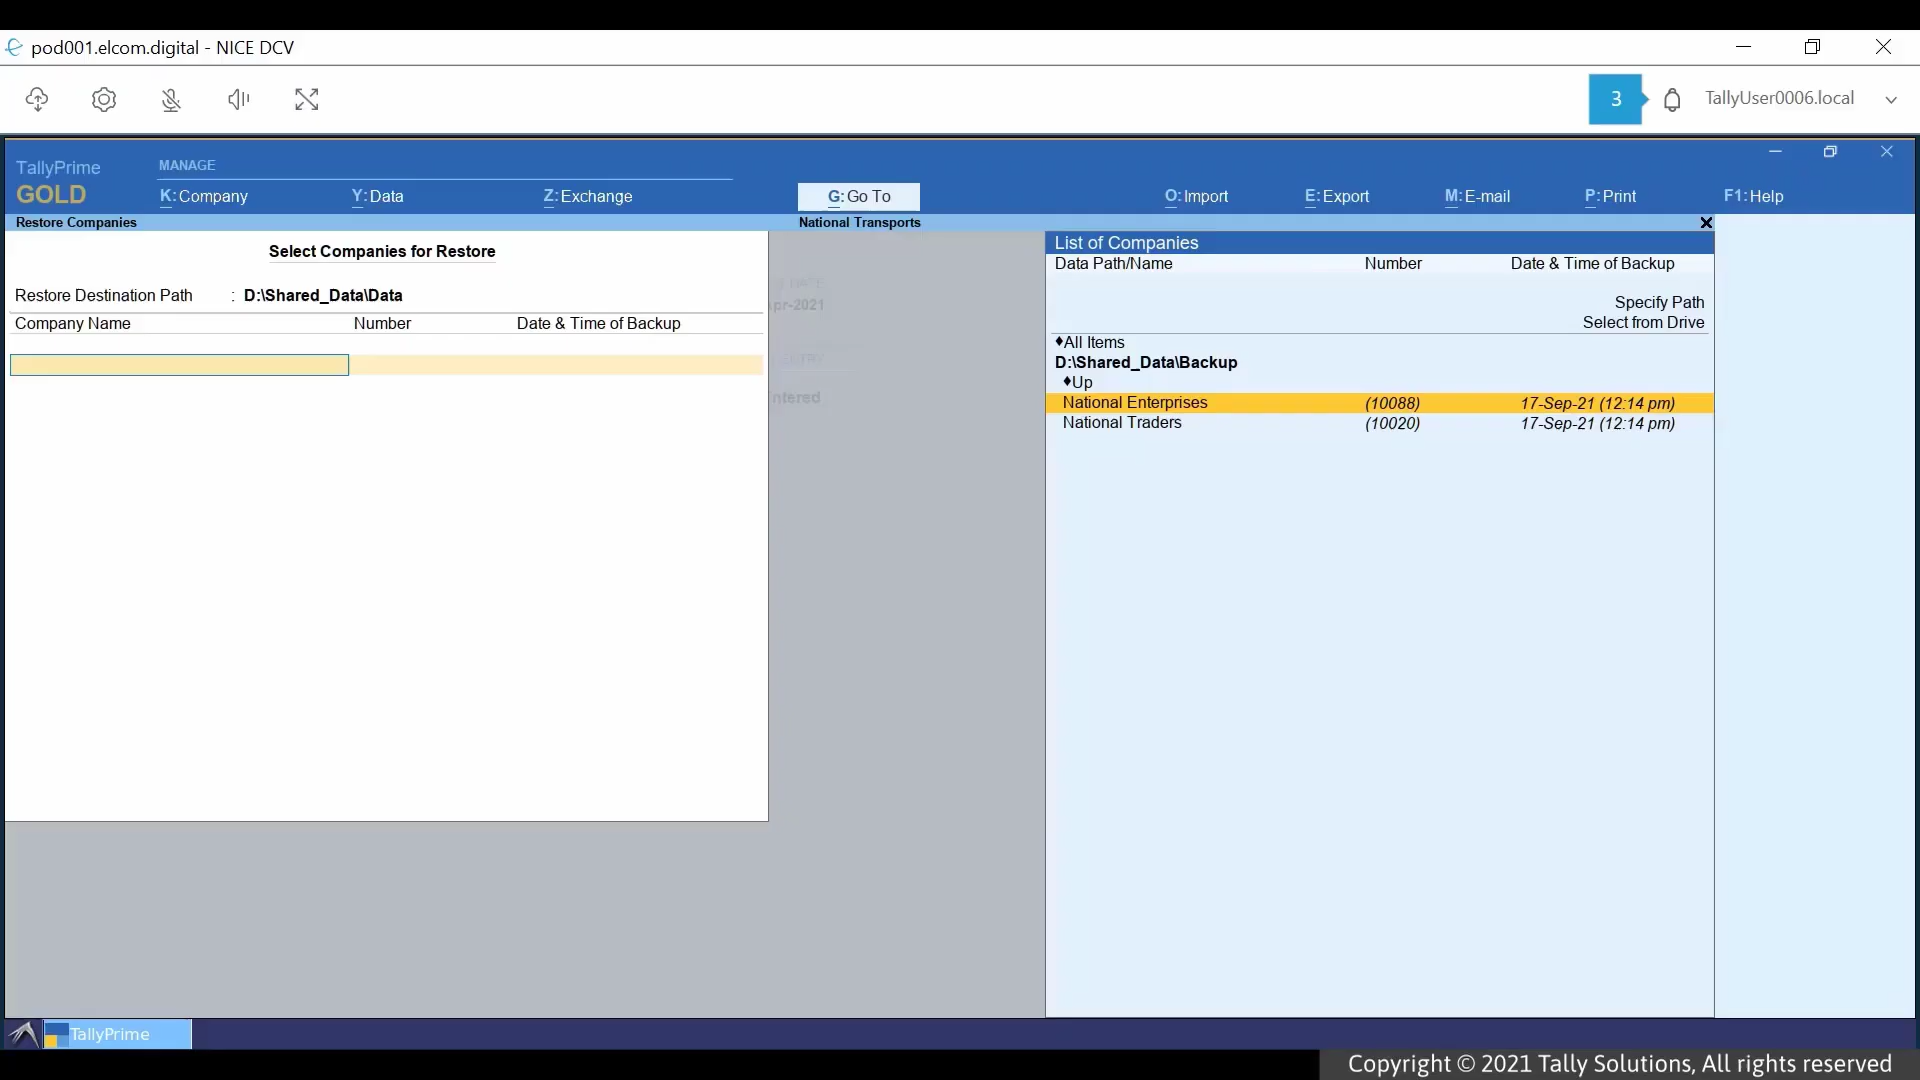 pod001.elcom.digital - NICE DCV
3
TallyUser0006.local
TallyPrime
GOLD
MANAGE
K:Company
Y:Data
Z:Exchange
G:Go To
O:Import
E:Export
M:E-mail
P:Print
F1:Help
Restore Companies
National Transports
Select Companies for Restore
Restore Destination Path : D:\Shared_Data\Data
Company Name Number Date & Time of Backup
pr-2021
ntered
List of Companies
Data Path/Name Number Date & Time of Backup
Specify Path
Select from Drive
♦All Items
D:\Shared_Data\Backup
♦Up
National Enterprises (10088) 17-Sep-21 (12:14 pm)
National Traders (10020) 17-Sep-21 (12:14 pm)
TallyPrime
Copyright © 2021 Tally Solutions, All rights reserved